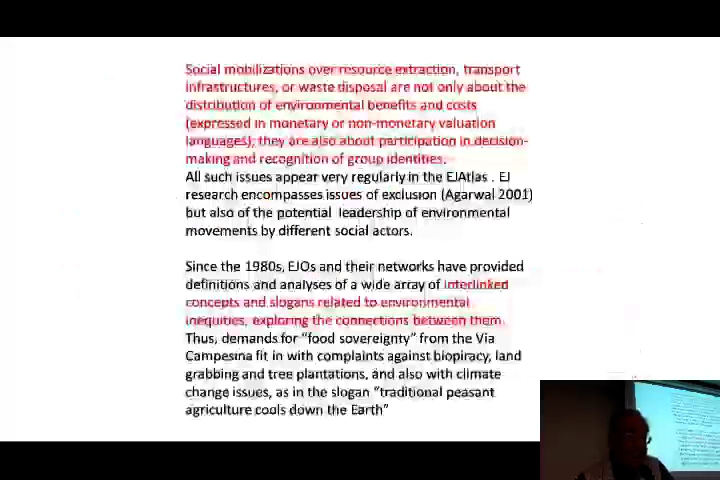 Social mobilizations over resource extraction, transport
infrastructures, or waste disposal are not only about the
distribution of environmental benefits and costs
(expressed in monetary or non-monetary valuation
languages), they are also about participation in decision-
making and recognition of group identities.
All such issues appear very regularly in the EJAtlas . EJ
research encompasses issues of exclusion (Agarwal 2001)
but also of the potential leadership of environmental
movements by different social actors.
Since the 1980s, EJOs and their networks have provided
definitions and analyses of a wide array of interlinked
concepts and slogans related to environmental
inequities, exploring the connections between them.
Thus, demands for “food sovereignty” from the Via
Campesina fit in with complaints against biopiracy, land
grabbing and tree plantations, and also with climate
change issues, as in the slogan “traditional peasant
agriculture cools down the Earth”